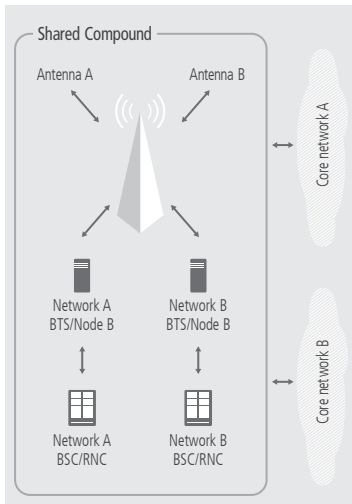 Shared Compound
Antenna A
Antenna B
Core network A
Network A
BTS/Node B
Network B
BTS/Node B
Network A
BSC/RNC
Network B
BSC/RNC
Core network B